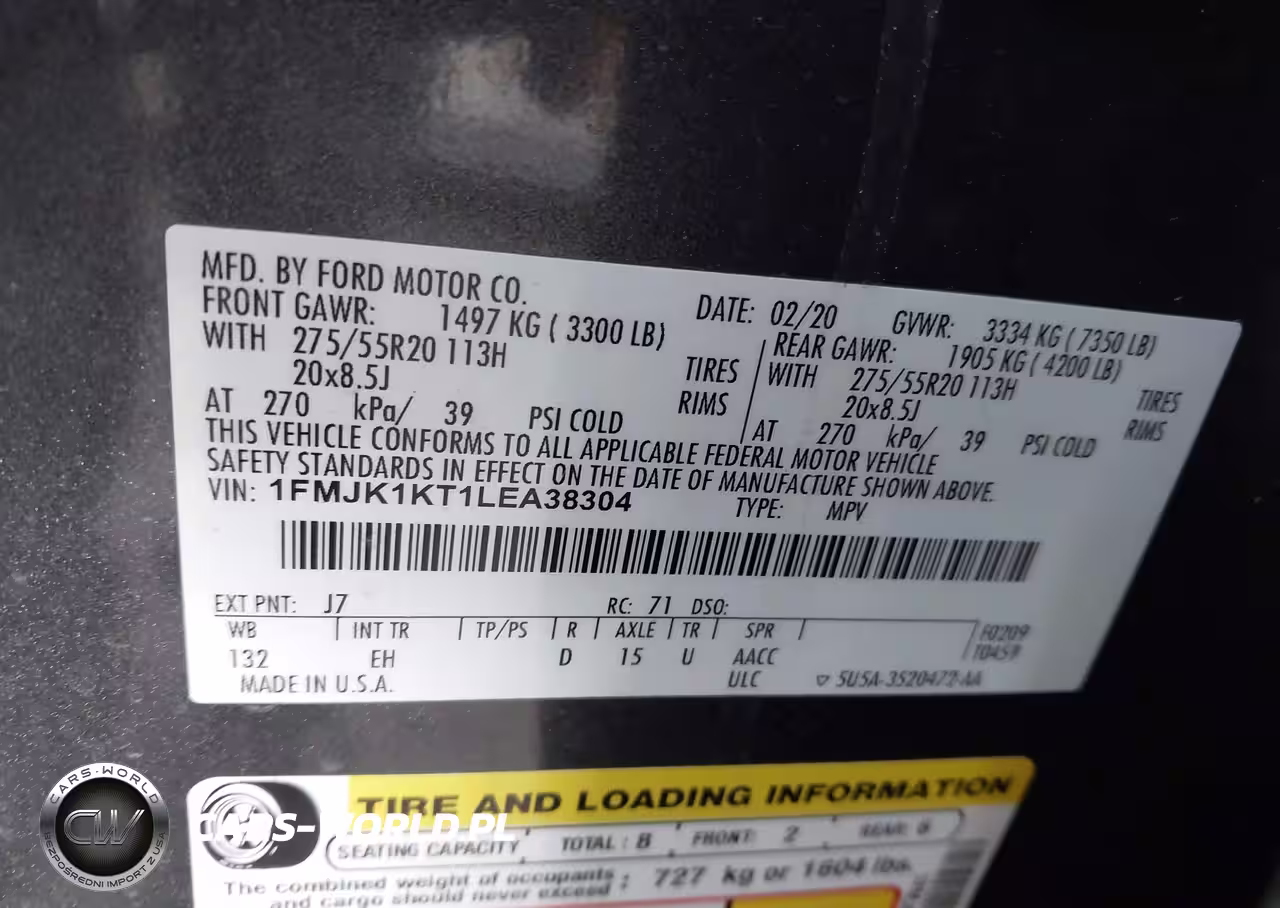 MFD. BY FORD MOTOR CO.
DATE: 02/20 GVWR: 3334 KG ( 7350 LB)
FRONT GAWR: 1497 KG ( 3300 LB) REAR GAWR: 1905 KG ( 4200 LB)
WITH 275/55R20 113H TIRES WITH 275/55R20 113H TIRES
20x8.5J RIMS 20x8.5J RIMS
AT 270 kPa/ 39 PSI COLD AT 270 kPa/ 39 PSI COLD
THIS VEHICLE CONFORMS TO ALL APPLICABLE FEDERAL MOTOR VEHICLE
SAFETY STANDARDS IN EFFECT ON THE DATE OF MANUFACTURE SHOWN ABOVE.
VIN: 1FMJK1KT1LEA38304 TYPE: MPV
EXT PNT: J7 RC: 71 DSO:
WB INT TR TP/PS R AXLE TR SPR F0209
132 EH D 15 U AACC T0459
MADE IN U.S.A. ULC ▽ 5U5A-3520472-AA
TIRE AND LOADING INFORMATION
SEATING CAPACITY TOTAL : 8 FRONT: 2 REAR: 6
The combined weight of occupants : 727 kg or 1604 lbs.
and cargo should never exceed
CARS-WORLD.PL
CARS-WORLD
CW
BEZPOŚREDNI IMPORT Z USA